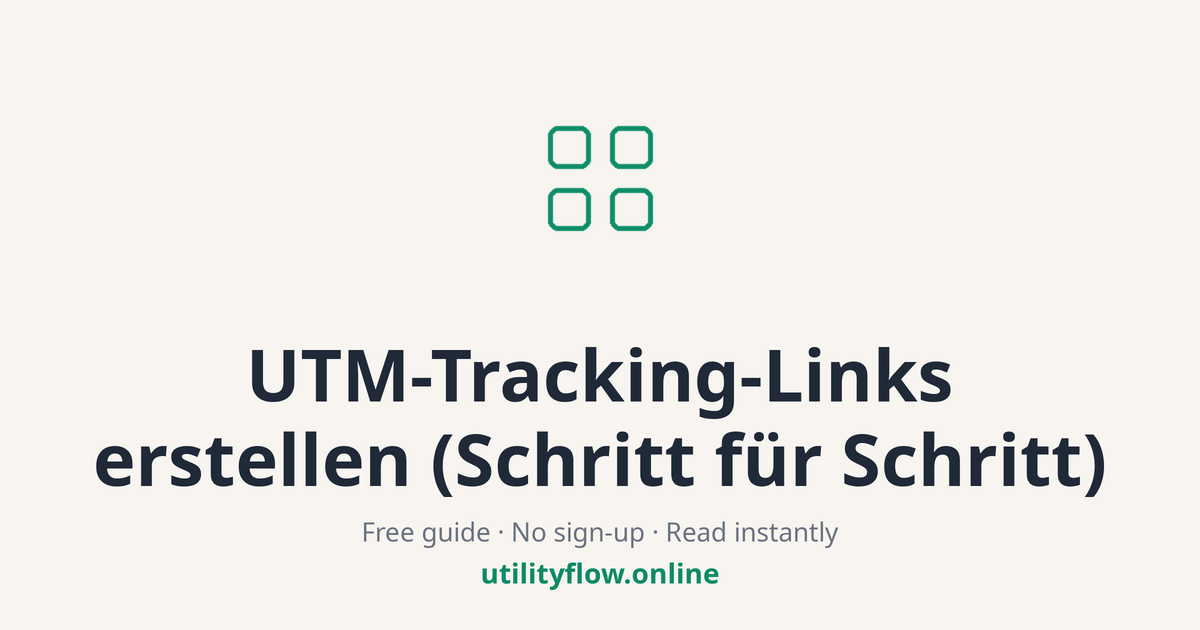 UTM-Tracking-Links
erstellen (Schritt für Schritt)
Free guide · No sign-up · Read instantly
utilityflow.online